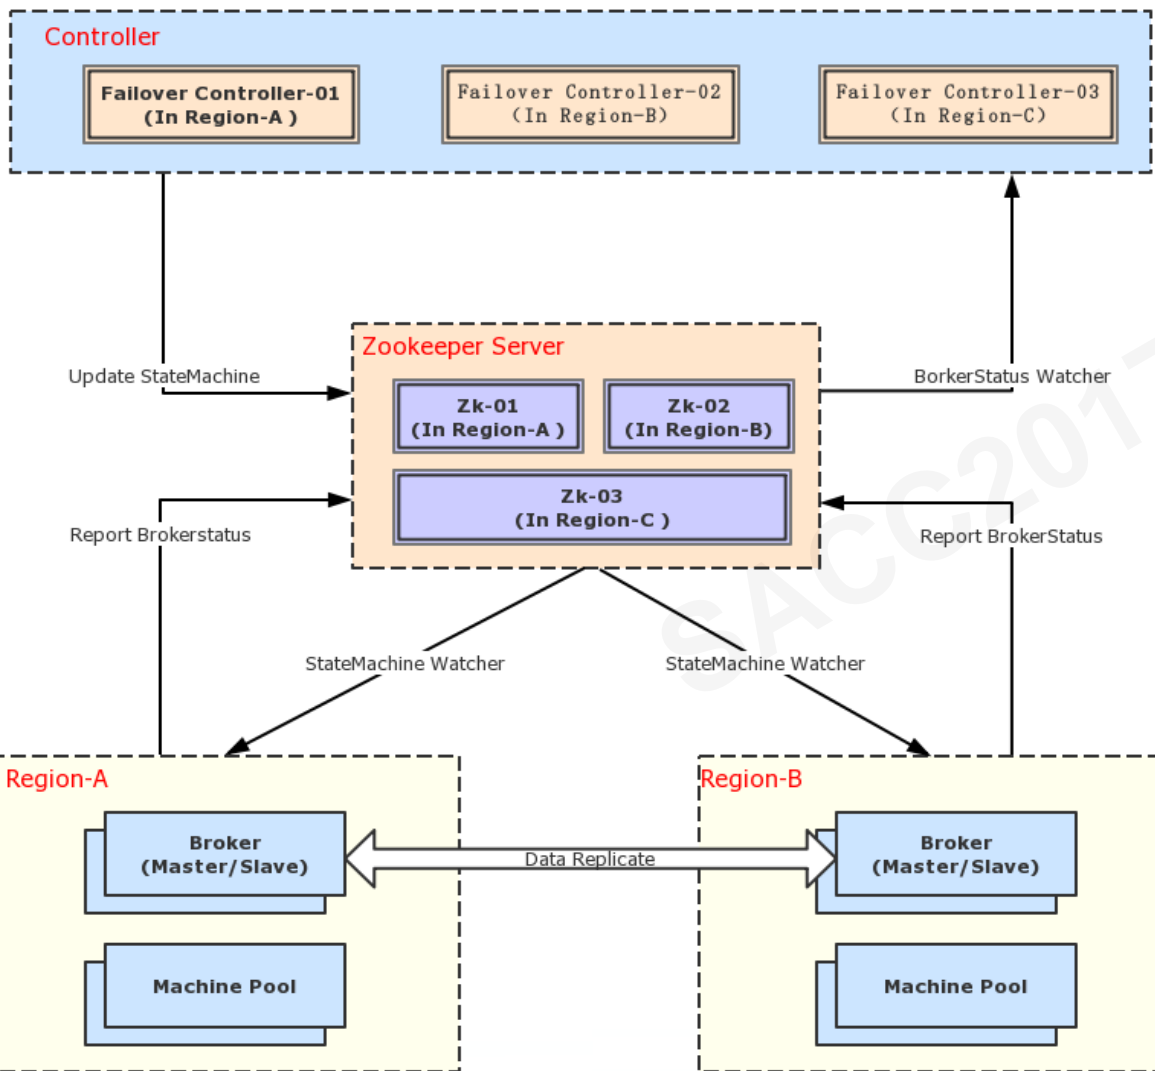 Controller
Failover Controller-01
(In Region-A )
Failover Controller-02
(In Region-B)
Failover Controller-03
(In Region-C)
Update StateMachine
BorkerStatus Watcher
Zookeeper Server
Zk-01
(In Region-A )
Zk-02
(In Region-B)
Zk-03
(In Region-C )
Report Brokerstatus
Report BrokerStatus
SACC2017
StateMachine Watcher
StateMachine Watcher
Region-A
Broker
(Master/Slave)
Machine Pool
Data Replicate
Region-B
Broker
(Master/Slave)
Machine Pool